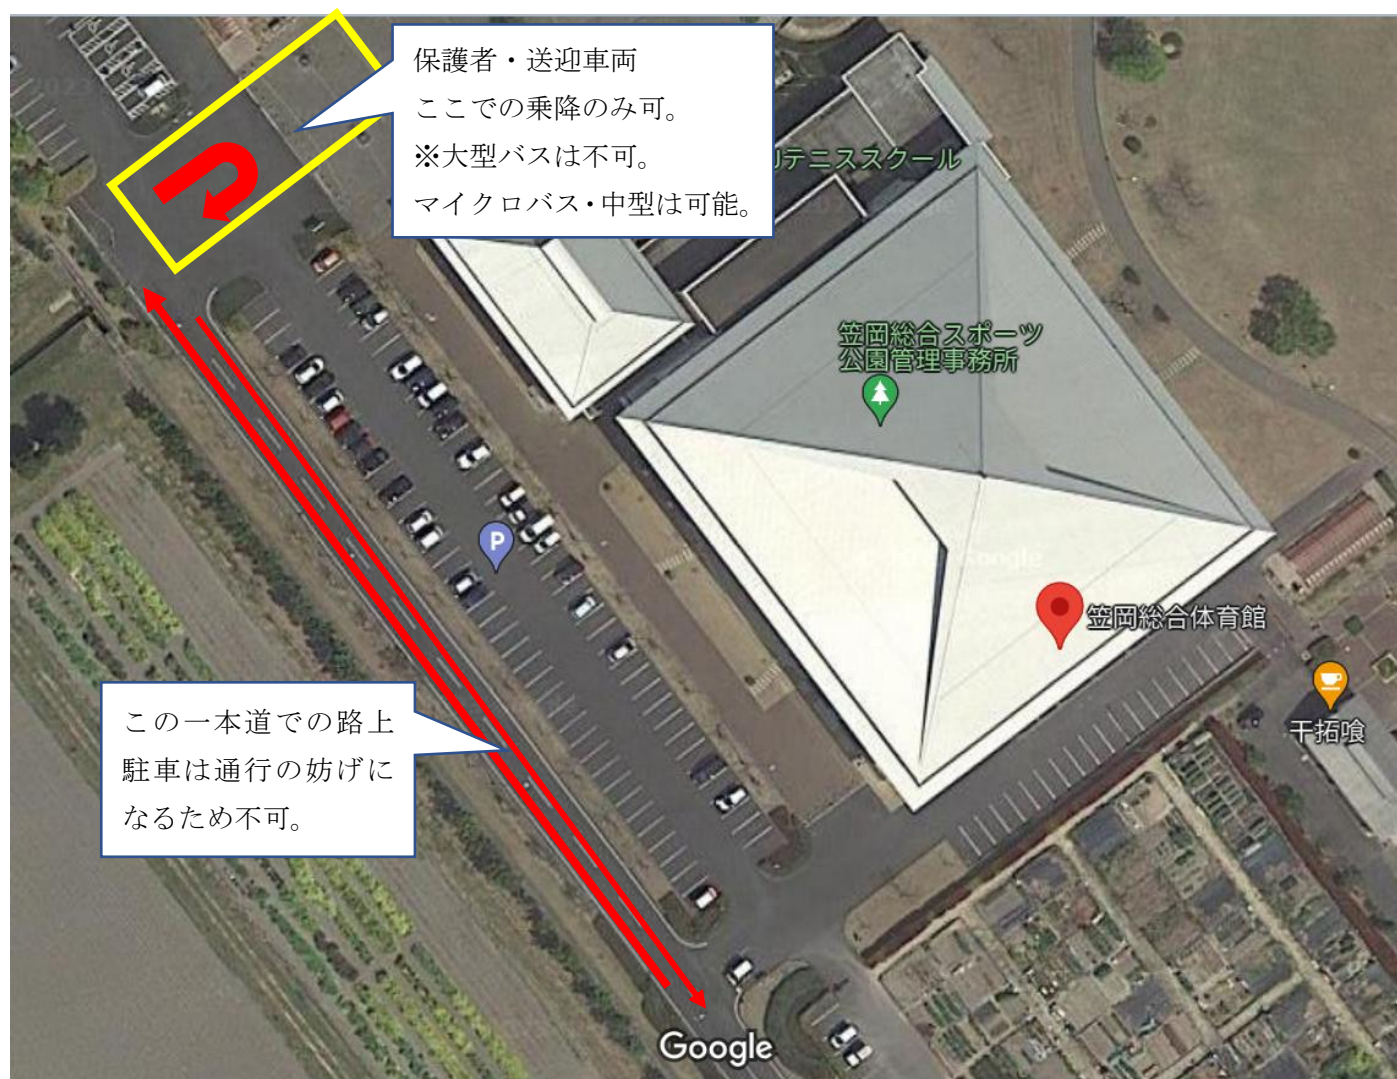 保護者・送迎車両
ここでの乗降のみ可。
※大型バスは不可。
マイクロバス・中型は可能。
テニススクール
笠岡総合スポーツ
公園管理事務所
P
笠岡総合体育館
干拓喰
この一本道での路上
駐車は通行の妨げに
なるため不可。
Google